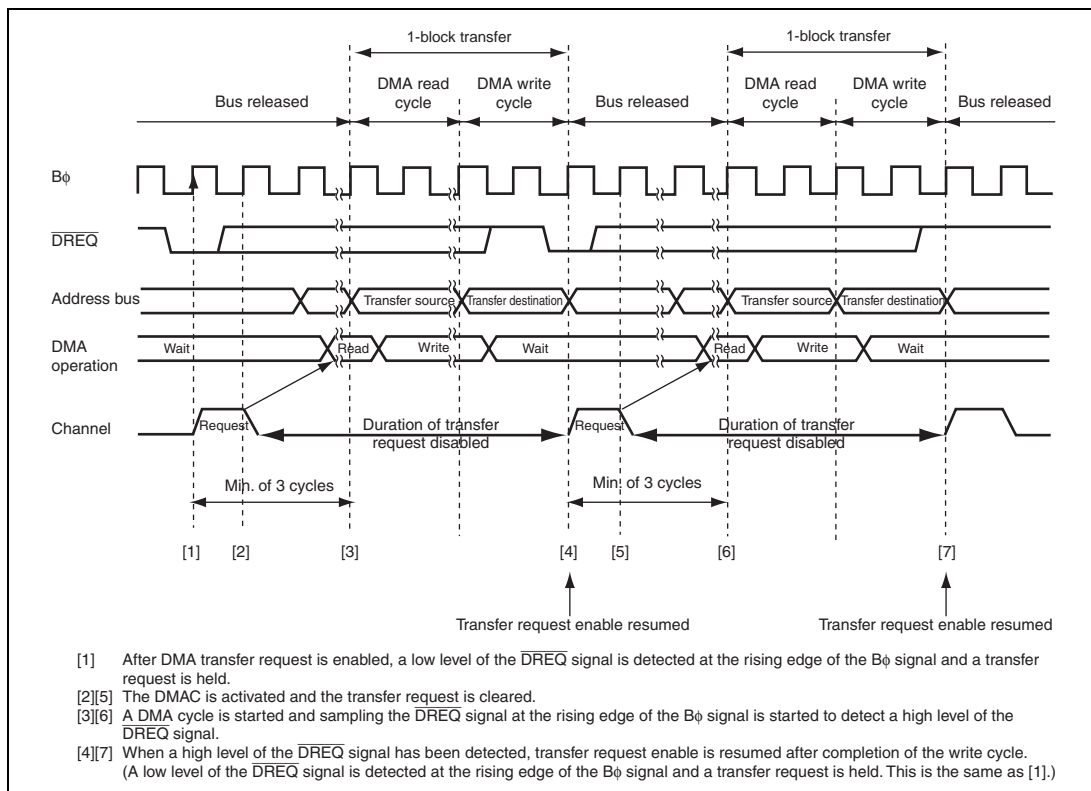 1-block transfer
1-block transfer
Bus released
DMA read
cycle
DMA write
cycle
Bus released
DMA read
cycle
DMA write
cycle
Bus released
Bϕ
DREQ
Address bus
Transfer source
Transfer destination
Transfer source
Transfer destination
DMA
operation
Wait
Read
Write
Wait
Read
Write
Wait
Channel
Request
Duration of transfer
request disabled
Request
Duration of transfer
request disabled
Min. of 3 cycles
Min. of 3 cycles
[1]
[2]
[3]
[4]
[5]
[6]
[7]
Transfer request enable resumed
Transfer request enable resumed
[1] After DMA transfer request is enabled, a low level of the DREQ signal is detected at the rising edge of the Bϕ signal and a transfer
request is held.
[2][5] The DMAC is activated and the transfer request is cleared.
[3][6] A DMA cycle is started and sampling the DREQ signal at the rising edge of the Bϕ signal is started to detect a high level of the
DREQ signal.
[4][7] When a high level of the DREQ signal has been detected, transfer request enable is resumed after completion of the write cycle.
(A low level of the DREQ signal is detected at the rising edge of the Bϕ signal and a transfer request is held. This is the same as [1].)